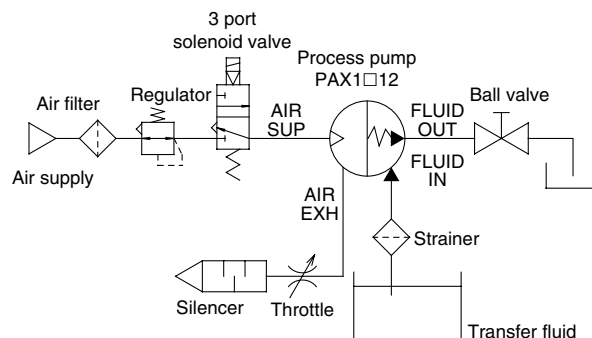 3 port
solenoid valve
Process pump
PAX1□12
Air filter
Regulator
AIR
SUP
FLUID
OUT
Ball valve
FLUID
IN
Air supply
AIR
EXH
Strainer
Silencer
Throttle
Transfer fluid